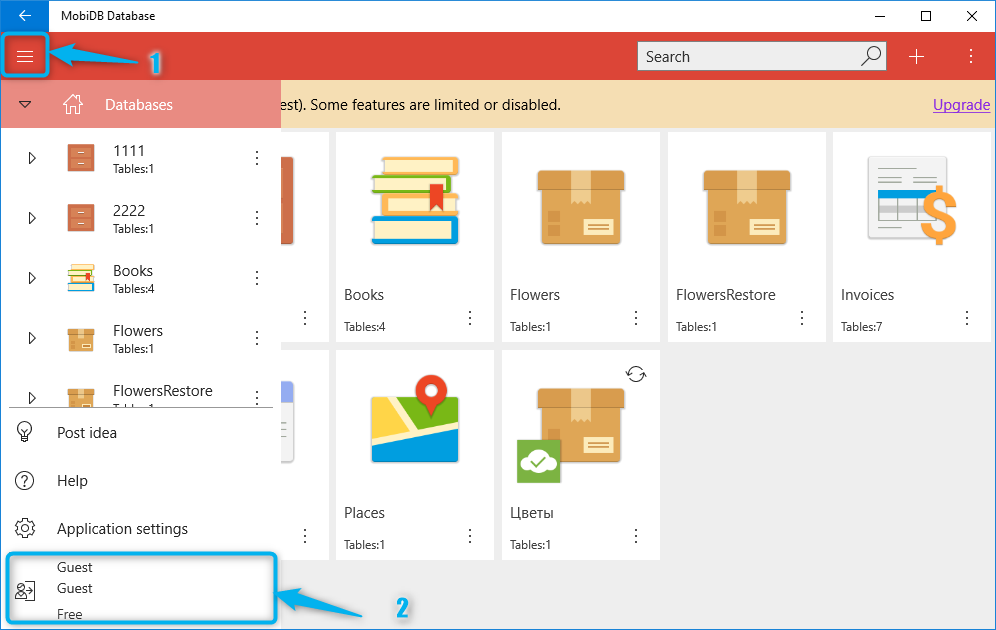 MobiDB Database
1
Search
Databases
est). Some features are limited or disabled.
Upgrade
1111
Tables:1
2222
Tables:1
Books
Tables:4
Flowers
Tables:1
FlowersRestore
Books
Tables:4
Flowers
Tables:1
FlowersRestore
Tables:1
Invoices
Tables:7
Places
Tables:1
Цветы
Tables:1
Post idea
Help
Application settings
Guest
Guest
Free
2